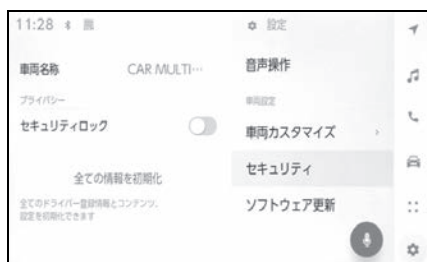 11:28
設定
車両名称 CAR MULTI…
音声操作
プライバシー
車両設定
セキュリティロック
車両カスタマイズ
全ての情報を初期化
セキュリティ
全てのドライバー登録情報とコンテンツ、
設定を初期化できます
ソフトウェア更新